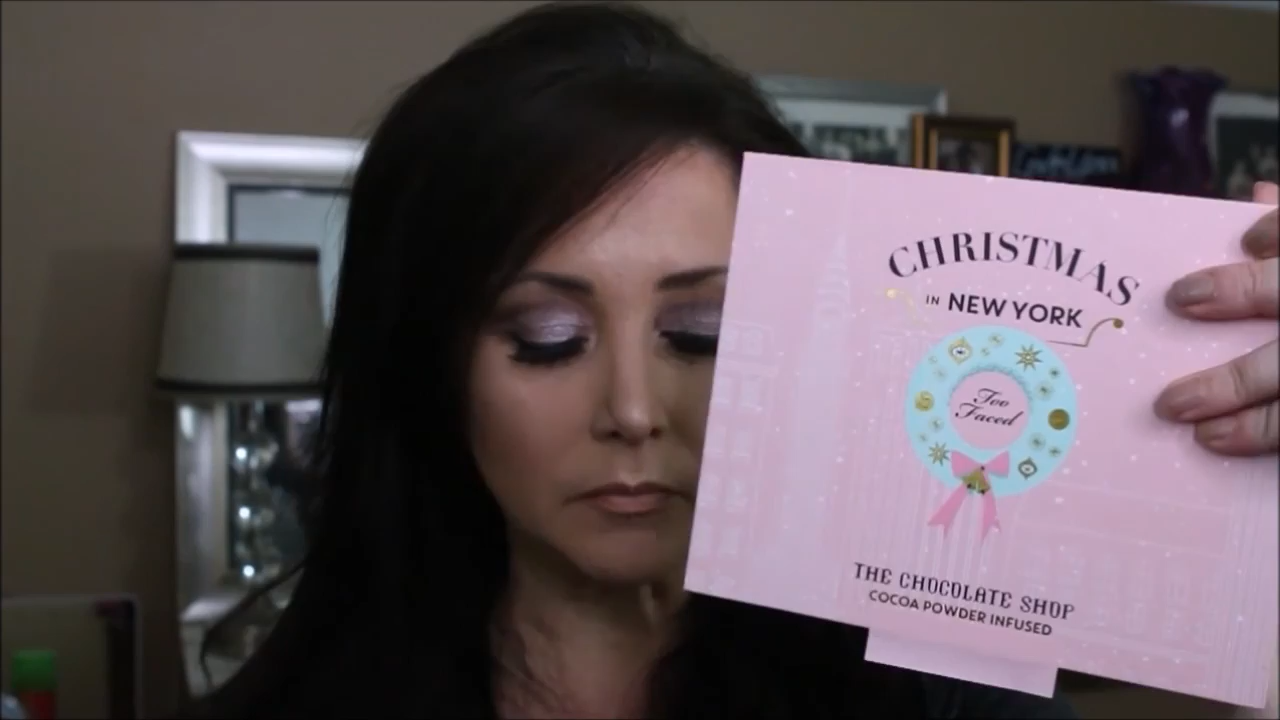 CHRISTMAS
IN NEW YORK
Too
Faced
THE CHOCOLATE SHOP
COCOA POWDER INFUSED